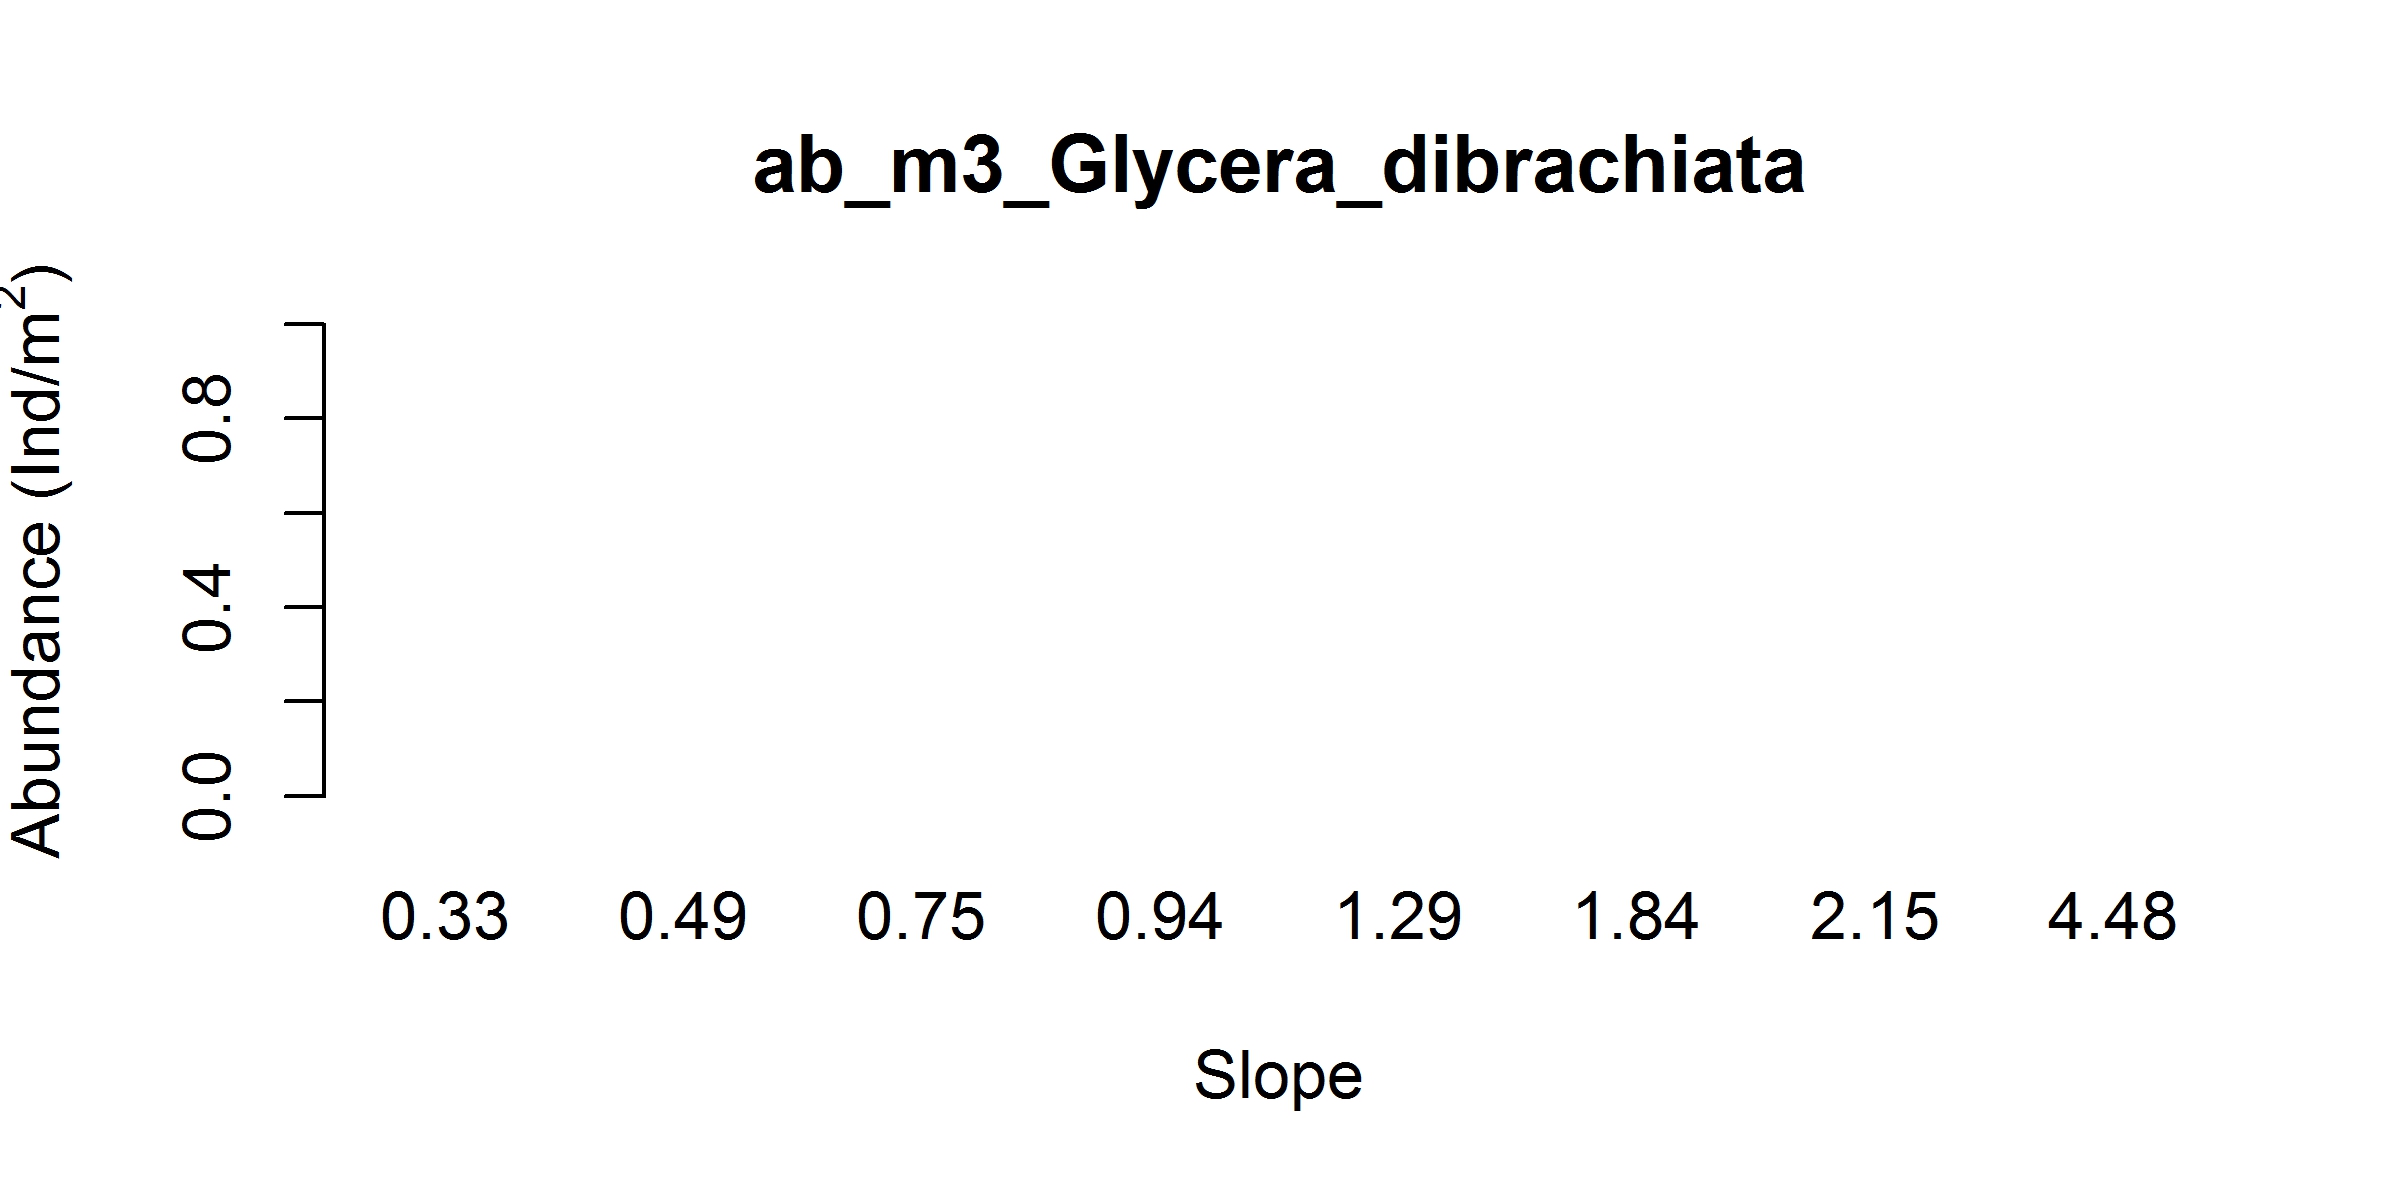 ab_m3_Glycera_dibrachiata
Abundance (Ind/m²)
0.8
0.4
0.0
0.33 0.49 0.75 0.94 1.29 1.84 2.15 4.48
Slope